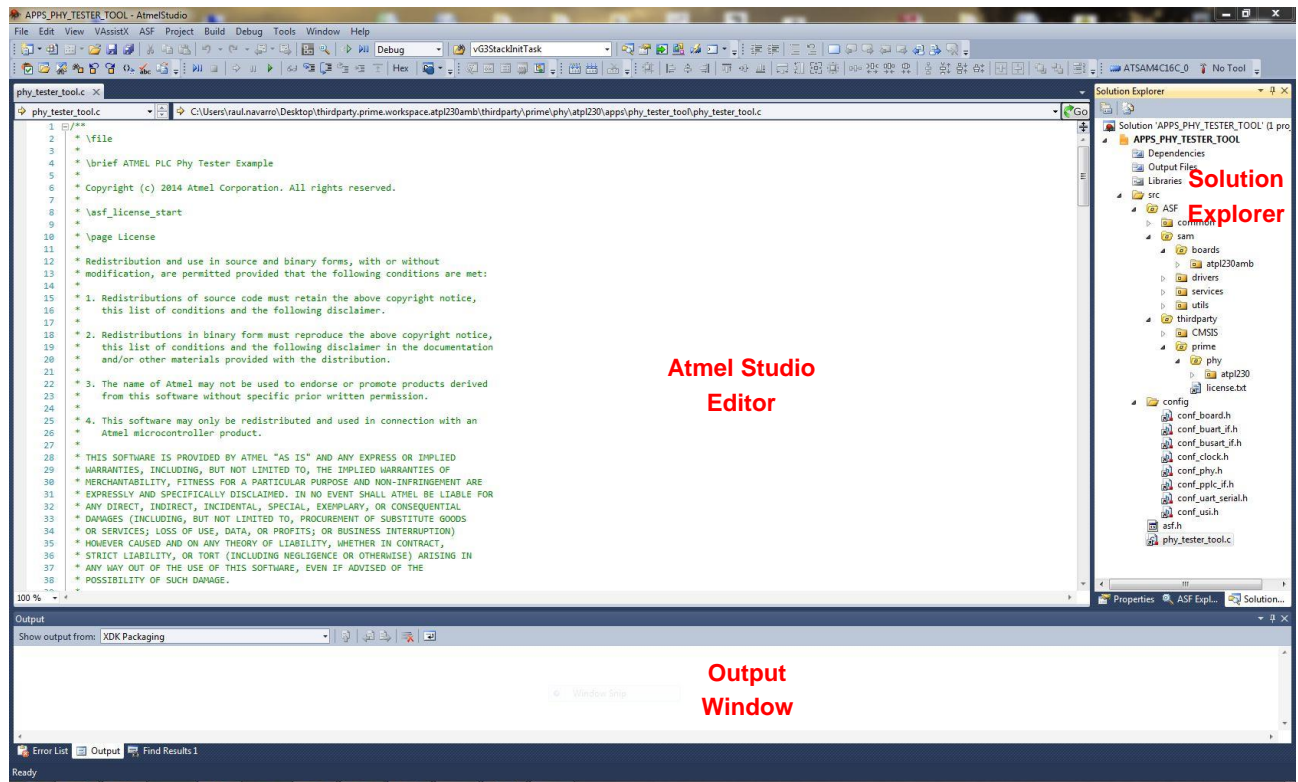 APPS_PHY_TESTER_TOOL - AtmelStudio
File Edit View VAssistX ASF Project Build Debug Tools Window Help
Debug vG3StackInitTask
Hex ATSAM4C16C_0 No Tool
phy_tester_tool.c
phy_tester_tool.c C:\Users\raul.navarro\Desktop\thirdparty.prime.workspace.atpl230amb\thirdparty\prime\phy\atpl230\apps\phy_tester_tool\phy_tester_tool.c Go
1 /**
2 * \file
3 *
4 * \brief ATMEL PLC Phy Tester Example
5 *
6 * Copyright (c) 2014 Atmel Corporation. All rights reserved.
7 *
8 * \asf_license_start
9 *
10 * \page License
11 *
12 * Redistribution and use in source and binary forms, with or without
13 * modification, are permitted provided that the following conditions are met:
14 *
15 * 1. Redistributions of source code must retain the above copyright notice,
16 * this list of conditions and the following disclaimer.
17 *
18 * 2. Redistributions in binary form must reproduce the above copyright notice,
19 * this list of conditions and the following disclaimer in the documentation
20 * and/or other materials provided with the distribution.
21 *
22 * 3. The name of Atmel may not be used to endorse or promote products derived
23 * from this software without specific prior written permission.
24 *
25 * 4. This software may only be redistributed and used in connection with an
26 * Atmel microcontroller product.
27 *
28 * THIS SOFTWARE IS PROVIDED BY ATMEL "AS IS" AND ANY EXPRESS OR IMPLIED
29 * WARRANTIES, INCLUDING, BUT NOT LIMITED TO, THE IMPLIED WARRANTIES OF
30 * MERCHANTABILITY, FITNESS FOR A PARTICULAR PURPOSE AND NON-INFRINGEMENT ARE
31 * EXPRESSLY AND SPECIFICALLY DISCLAIMED. IN NO EVENT SHALL ATMEL BE LIABLE FOR
32 * ANY DIRECT, INDIRECT, INCIDENTAL, SPECIAL, EXEMPLARY, OR CONSEQUENTIAL
33 * DAMAGES (INCLUDING, BUT NOT LIMITED TO, PROCUREMENT OF SUBSTITUTE GOODS
34 * OR SERVICES; LOSS OF USE, DATA, OR PROFITS; OR BUSINESS INTERRUPTION)
35 * HOWEVER CAUSED AND ON ANY THEORY OF LIABILITY, WHETHER IN CONTRACT,
36 * STRICT LIABILITY, OR TORT (INCLUDING NEGLIGENCE OR OTHERWISE) ARISING IN
37 * ANY WAY OUT OF THE USE OF THIS SOFTWARE, EVEN IF ADVISED OF THE
38 * POSSIBILITY OF SUCH DAMAGE.
100 %
Atmel Studio
Editor
Solution Explorer
Solution 'APPS_PHY_TESTER_TOOL' (1 proj
APPS_PHY_TESTER_TOOL
Dependencies
Output Files
Libraries
src
ASF
common
sam
boards
atpl230amb
drivers
services
utils
thirdparty
CMSIS
prime
phy
atpl230
license.txt
config
conf_board.h
conf_buart_if.h
conf_busart_if.h
conf_clock.h
conf_phy.h
conf_pplc_if.h
conf_uart_serial.h
conf_usi.h
asf.h
phy_tester_tool.c
Solution
Explorer
Properties ASF Expl... Solution...
Output
Show output from: XDK Packaging
Window Snip
Output
Window
Error List Output Find Results 1
Ready